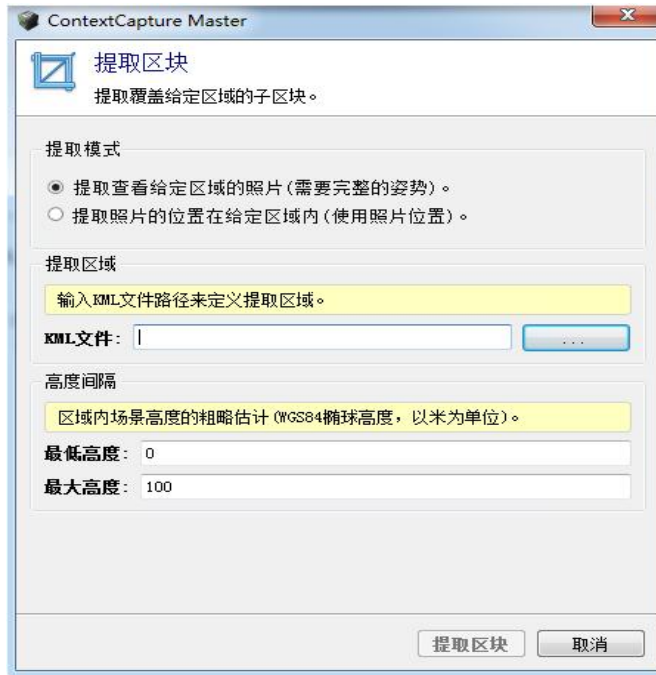 ContextCapture Master
提取区块
提取覆盖给定区域的子区块。
提取模式
提取查看给定区域的照片(需要完整的姿势)。
提取照片的位置在给定区域内(使用照片位置)。
提取区域
输入KML文件路径来定义提取区域。
KML文件:
...
高度间隔
区域内场景高度的粗略估计(WGS84椭球高度，以米为单位)。
最低高度: 0
最大高度: 100
提取区块 取消